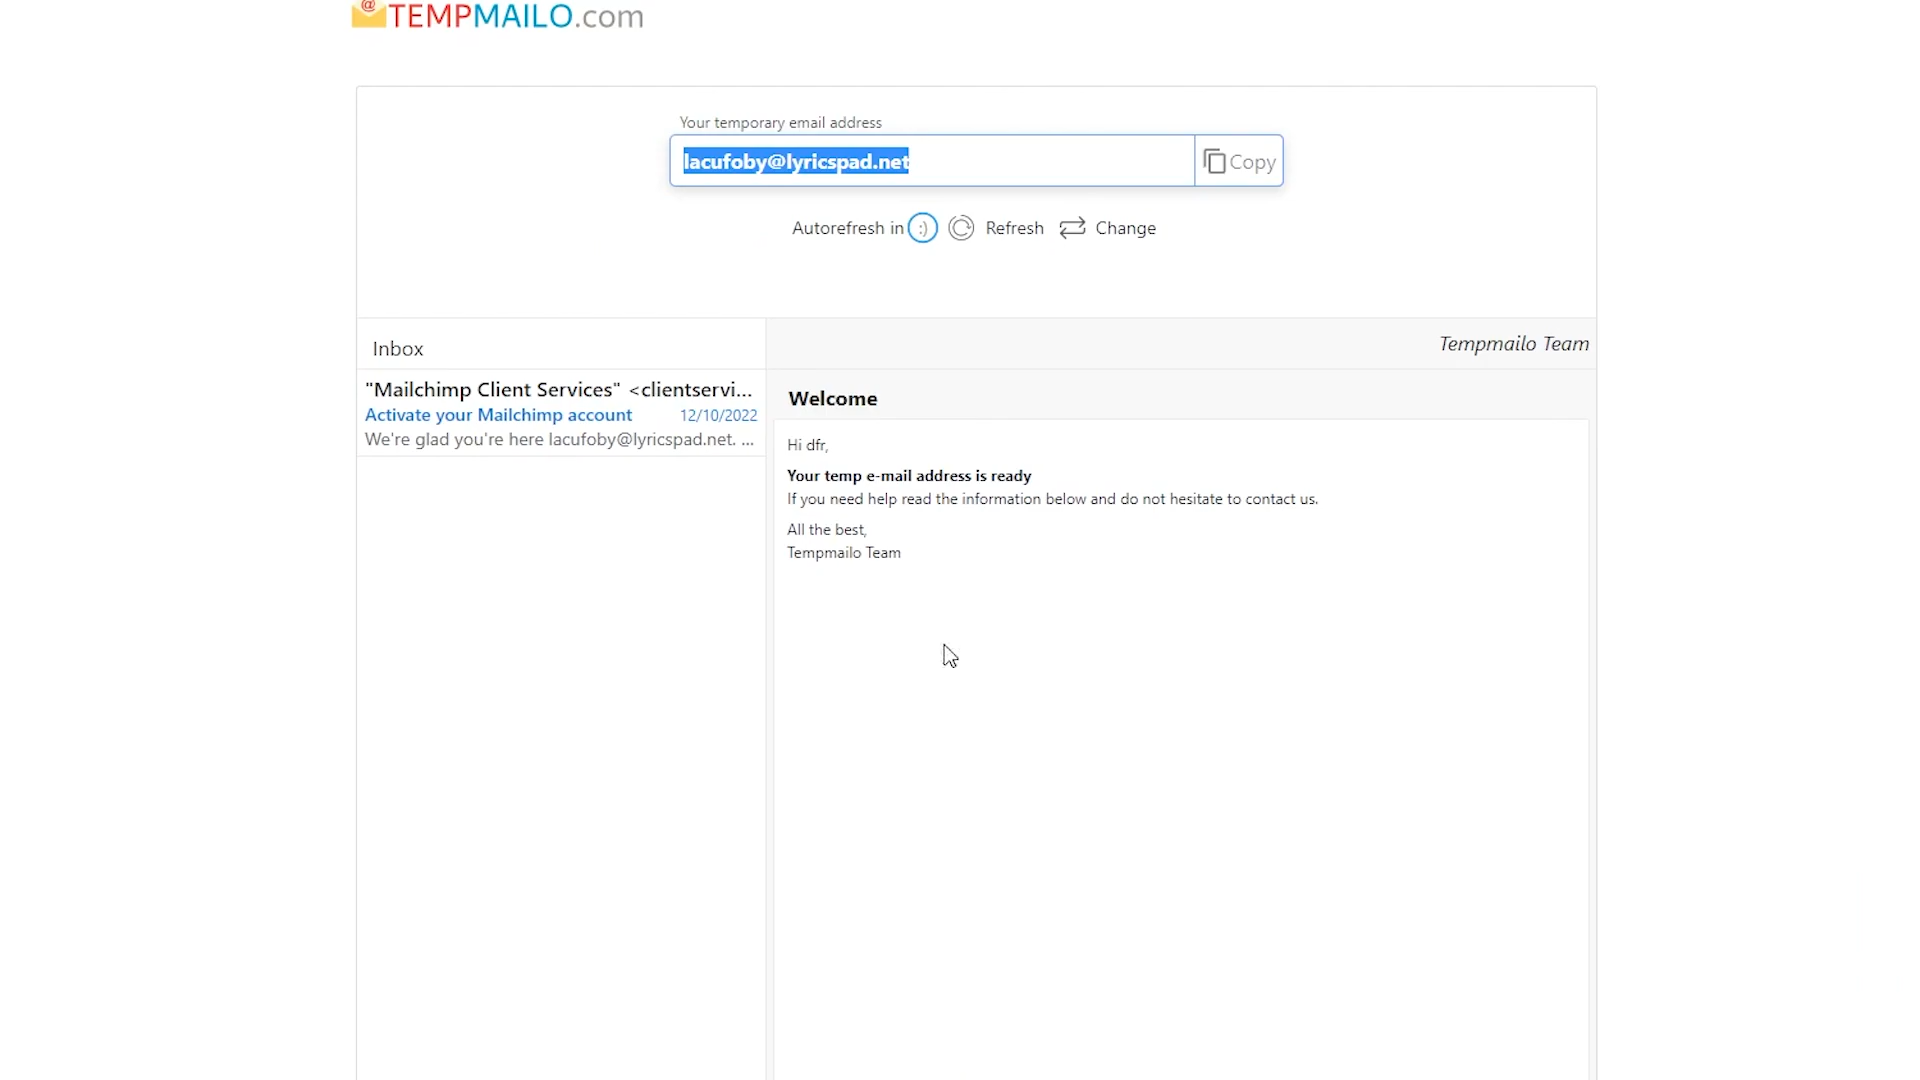 @TEMPMAILO.com
Your temporary email address
lacufoby@lyricspad.net
Copy
Autorefresh in :) Refresh Change
Inbox
"Mailchimp Client Services" <clientservi...
Activate your Mailchimp account 12/10/2022
We're glad you're here lacufoby@lyricspad.net. ...
Tempmailo Team
Welcome
Hi dfr,
Your temp e-mail address is ready
If you need help read the information below and do not hesitate to contact us.
All the best,
Tempmailo Team